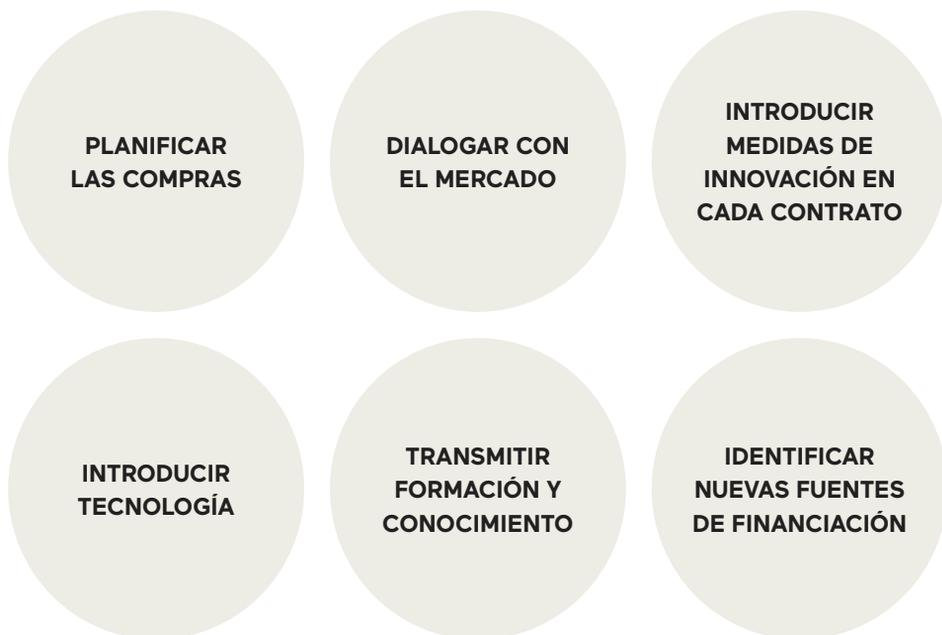 PLANIFICAR
LAS COMPRAS
DIALOGAR CON
EL MERCADO
INTRODUCIR
MEDIDAS DE
INNOVACIÓN EN
CADA CONTRATO
INTRODUCIR
TECNOLOGÍA
TRANSMITIR
FORMACIÓN Y
CONOCIMIENTO
IDENTIFICAR
NUEVAS FUENTES
DE FINANCIACIÓN